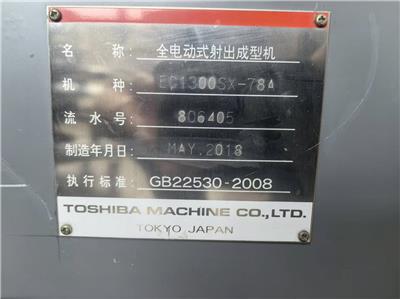 名 称: 全电动式射出成型机
机 种: EC1300SX-78A
流 水 号: 806405
制造年月日: MAY.2018
执行标准: GB22530-2008
TOSHIBA MACHINE CO.,LTD.
TOKYO JAPAN